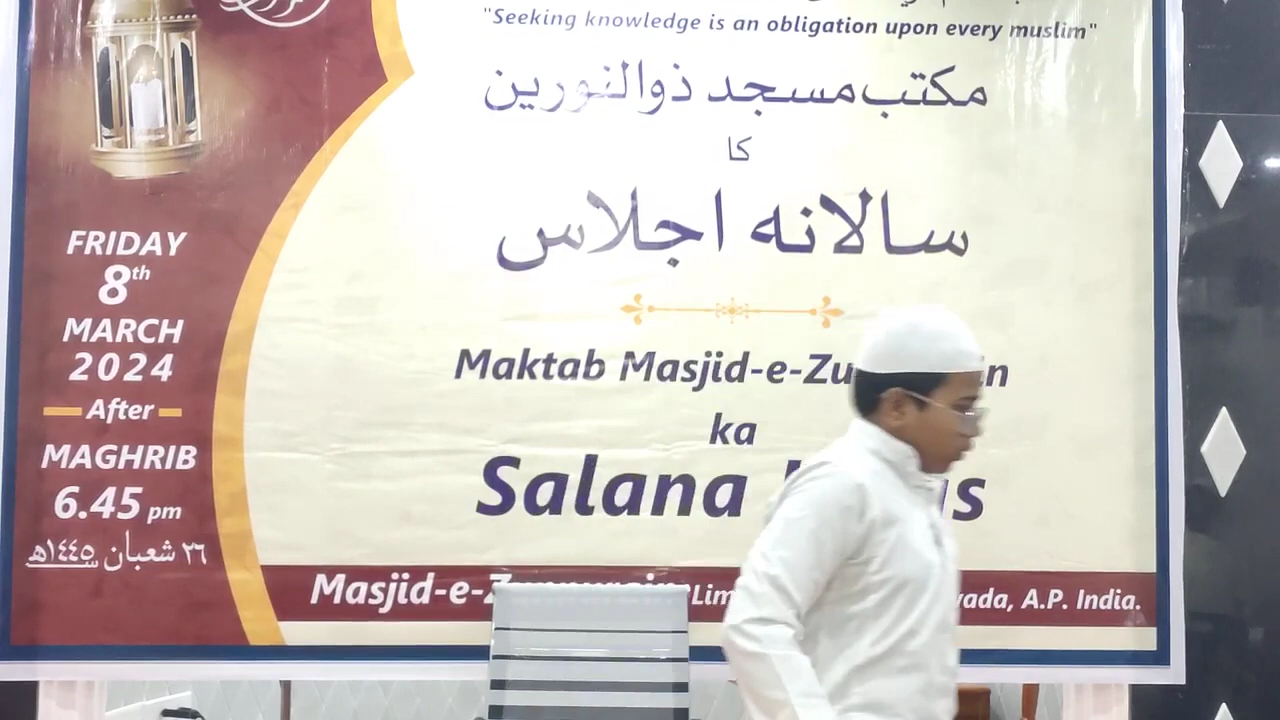 "Seeking knowledge is an obligation upon every muslim"
مکتب مسجد ذوالنورین
کا
سالانہ اجلاس
Maktab Masjid-e-Zu
ka
Salana
FRIDAY
8th
MARCH
2024
After
MAGHRIB
6.45 pm
٢٦ شعبان ١٤٤٥ھ
Masjid-e-
A.P. India.